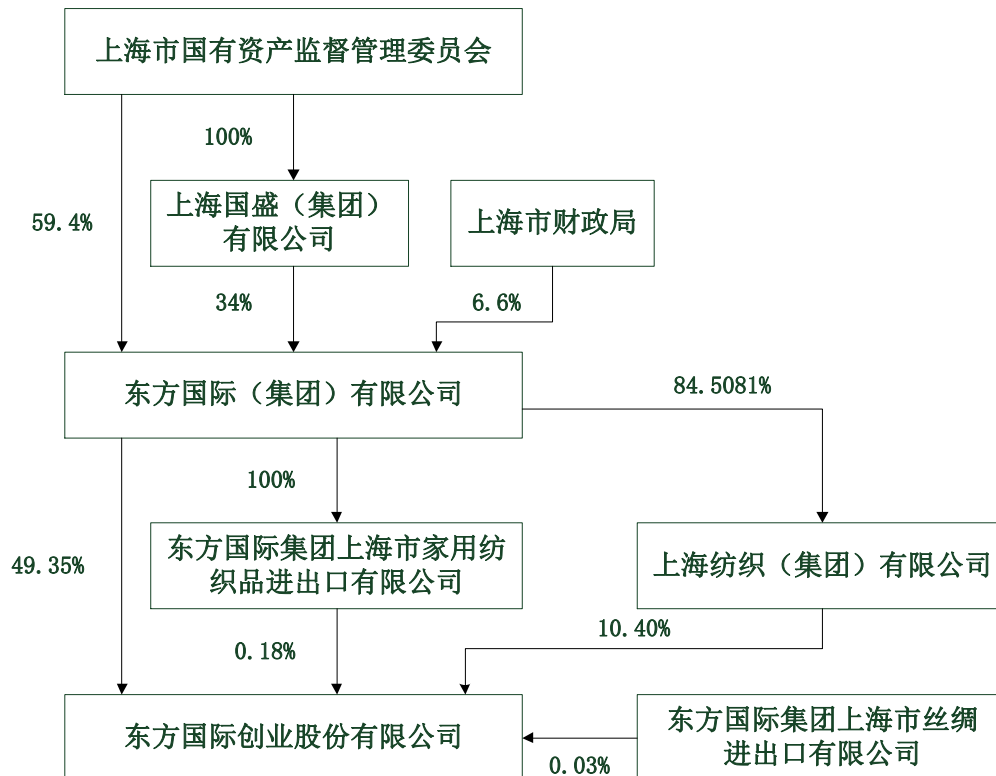 上海市国有资产监督管理委员会
100%
59.4%
上海国盛（集团）
有限公司
上海市财政局
34%
6.6%
东方国际（集团）有限公司
84.5081%
100%
49.35%
东方国际集团上海市家用纺
织品进出口有限公司
上海纺织（集团）有限公司
0.18%
10.40%
东方国际创业股份有限公司
东方国际集团上海市丝绸
进出口有限公司
0.03%